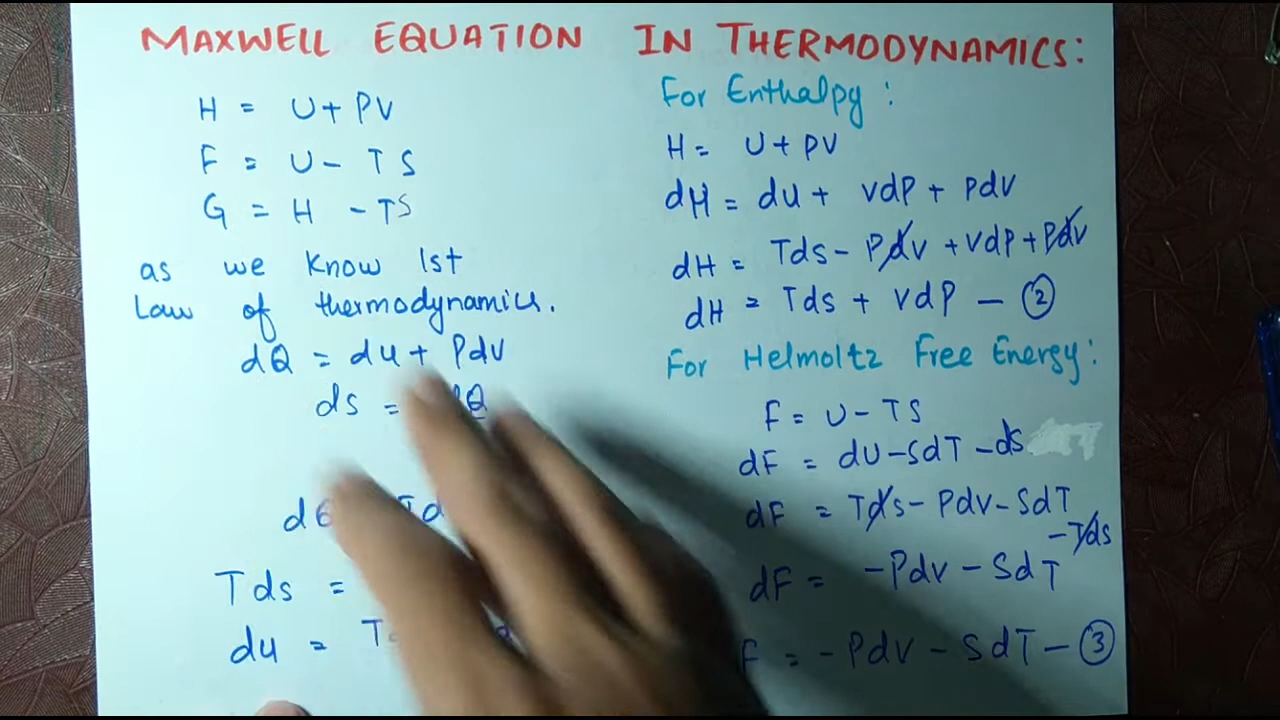 MAXWELL EQUATION IN THERMODYNAMICS:
H = U + PV
F = U - TS
G = H - TS
as we know 1st
Law of thermodynamics.
dQ = du + Pdv
ds =
Tds =
du =
For Enthalpy :
H = U + PV
dH = du + vdP + Pdv
dH = Tds - Pdv + vdP + Pdv
dH = Tds + vdP - ②
For Helmoltz Free Energy :
F = U - TS
dF = dU - SdT - ds
dF = Tds - Pdv - SdT
- Tds
dF = - Pdv - SdT
F = - Pdv - SdT - ③